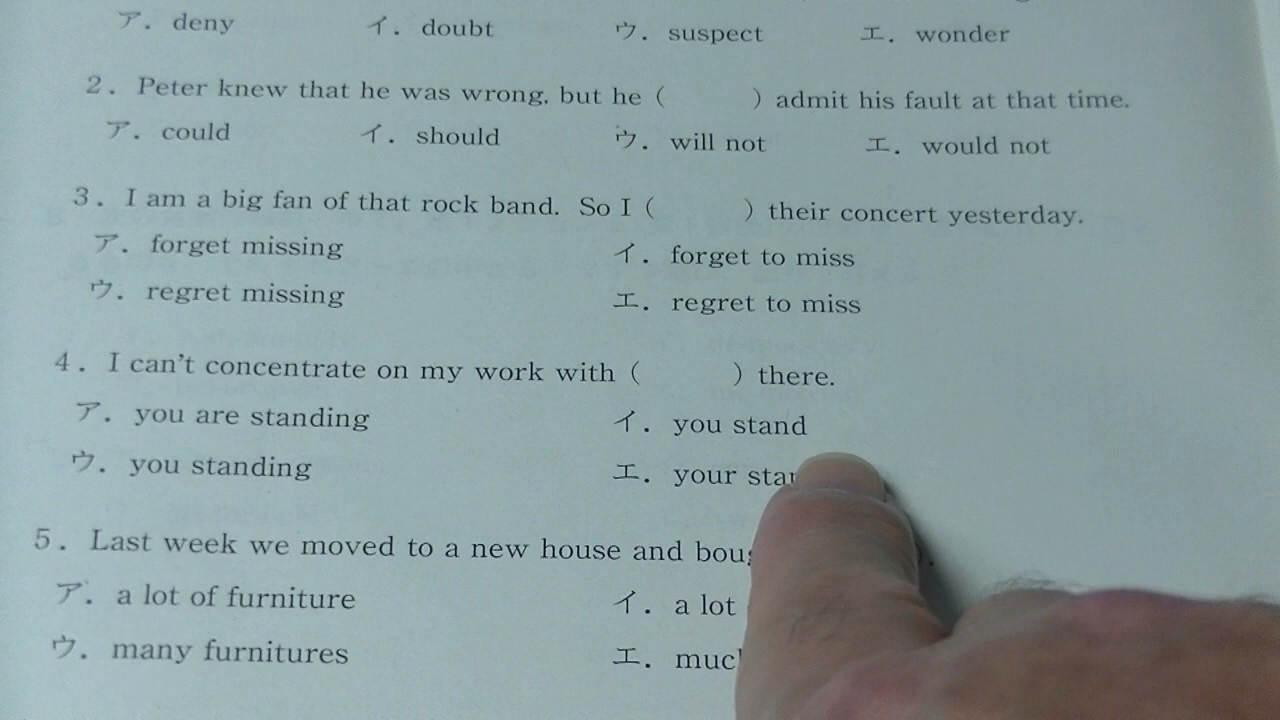 ア. deny イ. doubt ウ. suspect エ. wonder
2. Peter knew that he was wrong, but he ( ) admit his fault at that time.
ア. could イ. should ウ. will not エ. would not
3. I am a big fan of that rock band. So I ( ) their concert yesterday.
ア. forget missing イ. forget to miss
ウ. regret missing エ. regret to miss
4. I can't concentrate on my work with ( ) there.
ア. you are standing イ. you stand
ウ. you standing エ. your
5. Last week we moved to a new house and
ア. a lot of furniture イ. a lot
ウ. many furnitures エ.